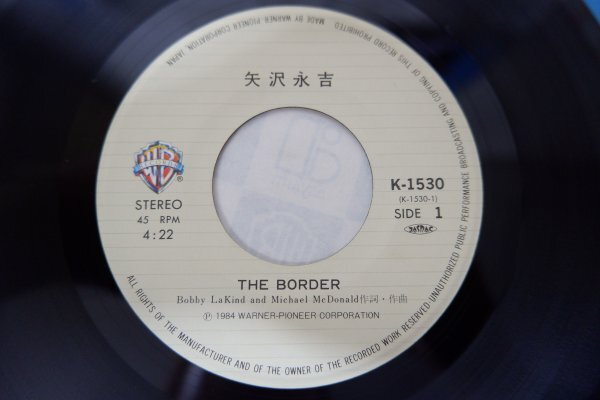 矢沢永吉
WB
RECORDS
®
STEREO
45 RPM
4:22
K-1530
(K-1530-1)
SIDE 1
JASRAC
THE BORDER
Bobby LaKind and Michael McDonald作詞・作曲
Ⓟ 1984 WARNER-PIONEER CORPORATION
ALL RIGHTS OF THE MANUFACTURER AND OF THE OWNER OF THE RECORDED WORK RESERVED-UNAUTHORIZED PUBLIC PERFORMANCE BROADCASTING AND COPYING OF THIS RECORD PROHIBITED
MADE BY WARNER-PIONEER CORPORATION, JAPAN